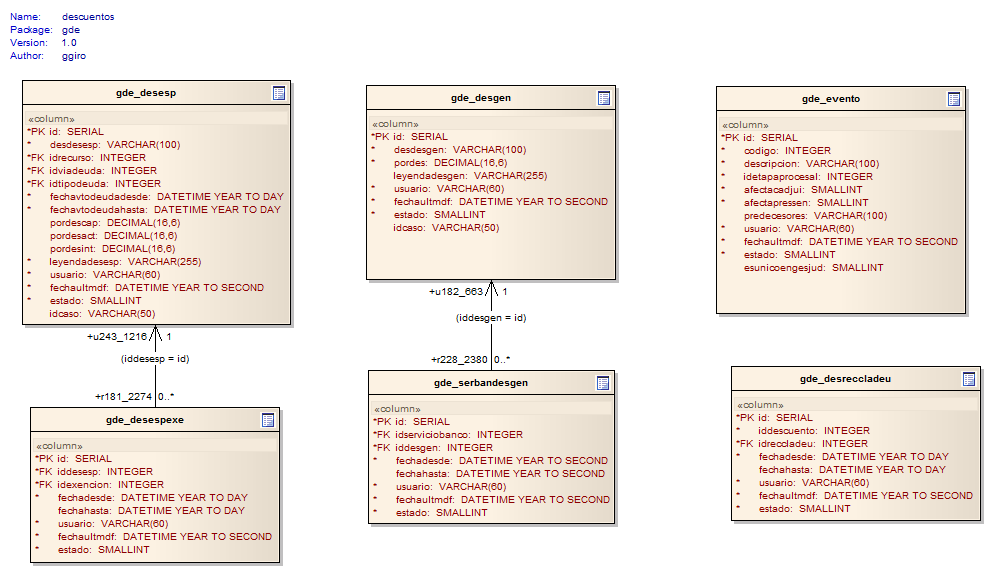 Name: descuentos
Package: gde
Version: 1.0
Author: ggiro
gde_desesp
«column»
*PK id: SERIAL
* desdesesp: VARCHAR(100)
*FK idrecurso: INTEGER
*FK idviadeuda: INTEGER
*FK idtipodeuda: INTEGER
* fechavtodeudadesde: DATETIME YEAR TO DAY
* fechavtodeudahasta: DATETIME YEAR TO DAY
pordescap: DECIMAL(16,6)
pordesact: DECIMAL(16,6)
pordesint: DECIMAL(16,6)
* leyendadesesp: VARCHAR(255)
* usuario: VARCHAR(60)
* fechaultmdf: DATETIME YEAR TO SECOND
* estado: SMALLINT
idcaso: VARCHAR(50)
gde_desgen
«column»
*PK id: SERIAL
* desdesgen: VARCHAR(100)
* pordes: DECIMAL(16,6)
leyendadesgen: VARCHAR(255)
* usuario: VARCHAR(60)
* fechaultmdf: DATETIME YEAR TO SECOND
* estado: SMALLINT
idcaso: VARCHAR(50)
gde_evento
«column»
*PK id: SERIAL
* codigo: INTEGER
* descripcion: VARCHAR(100)
* idetapaprocesal: INTEGER
* afectacadjui: SMALLINT
* afectapressen: SMALLINT
predecesores: VARCHAR(100)
* usuario: VARCHAR(60)
* fechaultmdf: DATETIME YEAR TO SECOND
* estado: SMALLINT
esunicoengesjud: SMALLINT
+u243_1216 1
(iddesesp = id)
+r181_2274 0..*
+u182_663 1
(iddesgen = id)
+r228_2380 0..*
gde_desespexe
«column»
*PK id: SERIAL
*FK iddesesp: INTEGER
*FK idexencion: INTEGER
* fechadesde: DATETIME YEAR TO DAY
fechahasta: DATETIME YEAR TO DAY
* usuario: VARCHAR(60)
* fechaultmdf: DATETIME YEAR TO SECOND
* estado: SMALLINT
gde_serbandesgen
«column»
*PK id: SERIAL
*FK idserviciobanco: INTEGER
*FK iddesgen: INTEGER
* fechadesde: DATETIME YEAR TO SECOND
fechahasta: DATETIME YEAR TO SECOND
* usuario: VARCHAR(60)
* fechaultmdf: DATETIME YEAR TO SECOND
* estado: SMALLINT
gde_desreccladeu
«column»
*PK id: SERIAL
* iddescuento: INTEGER
*FK idreccladeu: INTEGER
* fechadesde: DATETIME YEAR TO DAY
fechahasta: DATETIME YEAR TO DAY
* usuario: VARCHAR(60)
* fechaultmdf: DATETIME YEAR TO SECOND
* estado: SMALLINT